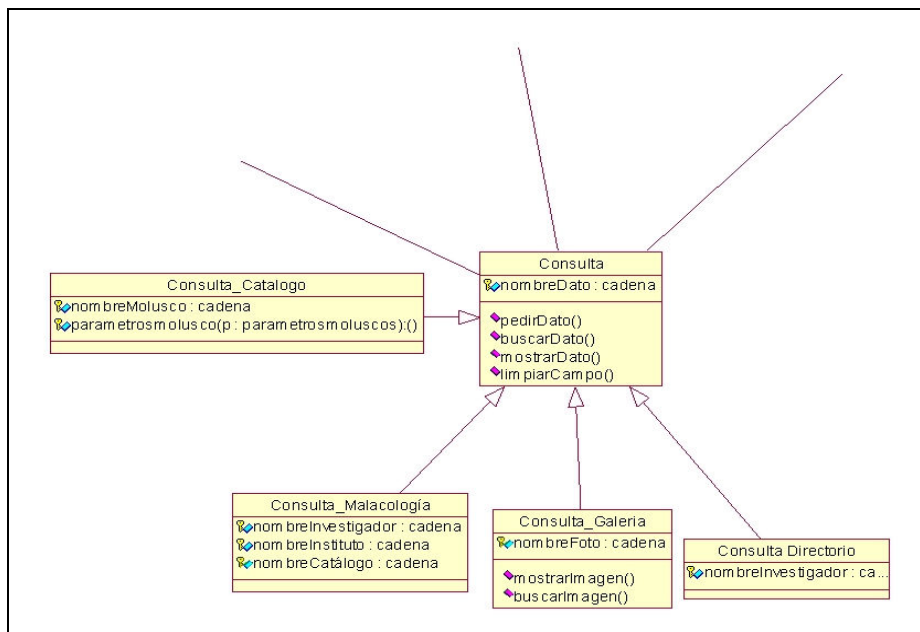 Consulta
nombreDato : cadena
pedirDato()
buscarDato()
mostrarDato()
limpiarCampo()
Consulta_Catalogo
nombreMolusco : cadena
parametrosmolusco(p : parametrosmoluscos):()
Consulta_Malacología
nombreInvestigador : cadena
nombreInstituto : cadena
nombreCatálogo : cadena
Consulta_Galeria
nombreFoto : cadena
mostrarImagen()
buscarImagen()
Consulta Directorio
nombreInvestigador : ca...